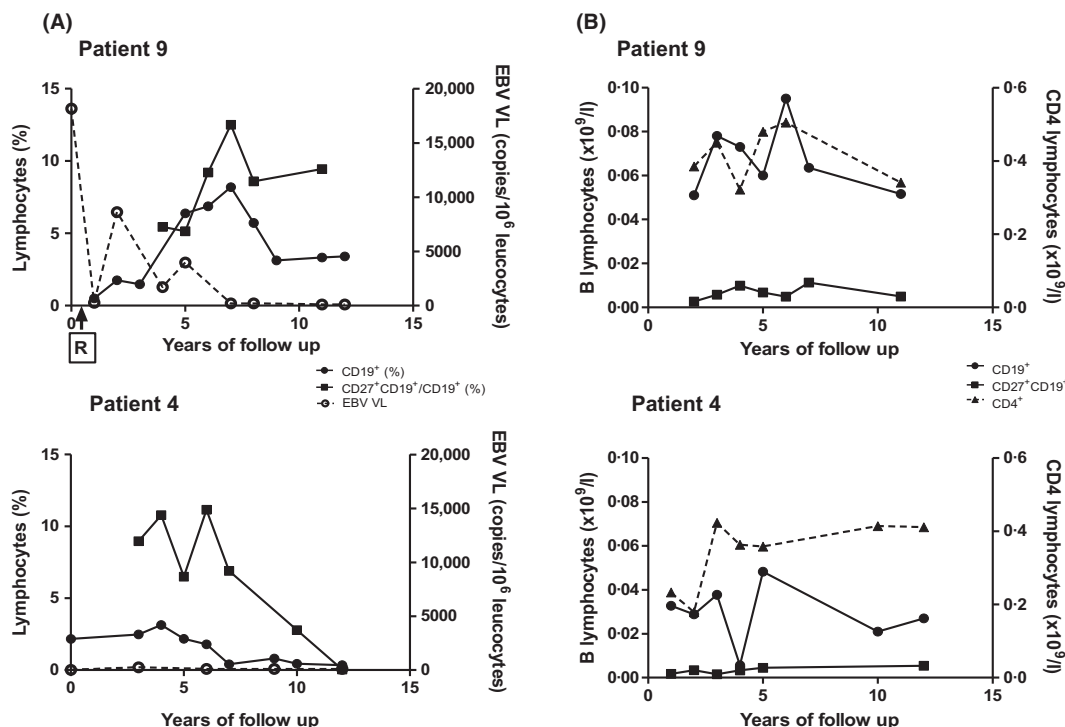 (A)
Patient 9
15
10
5
0
Lymphocytes (%)
20,000
15,000
10,000
5000
0
EBV VL (copies/10⁶ leucocytes)
0 5 10 15
R
Years of follow up
CD19⁺ (%)
CD27⁺CD19⁺/CD19⁺ (%)
EBV VL
Patient 4
15
10
5
0
Lymphocytes (%)
20,000
15,000
10,000
5000
0
EBV VL (copies/10⁶ leucocytes)
0 5 10 15
Years of follow up
(B)
Patient 9
0·10
0·08
0·06
0·04
0·02
0·00
B lymphocytes (x10⁹/l)
0·6
0·4
0·2
0·0
CD4 lymphocytes (x10⁹/l)
0 5 10 15
Years of follow up
CD19⁺
CD27⁺CD19⁺
CD4⁺
Patient 4
0·10
0·08
0·06
0·04
0·02
0·00
B lymphocytes (x10⁹/l)
0·6
0·4
0·2
0·0
CD4 lymphocytes (x10⁹/l)
0 5 10 15
Years of follow up